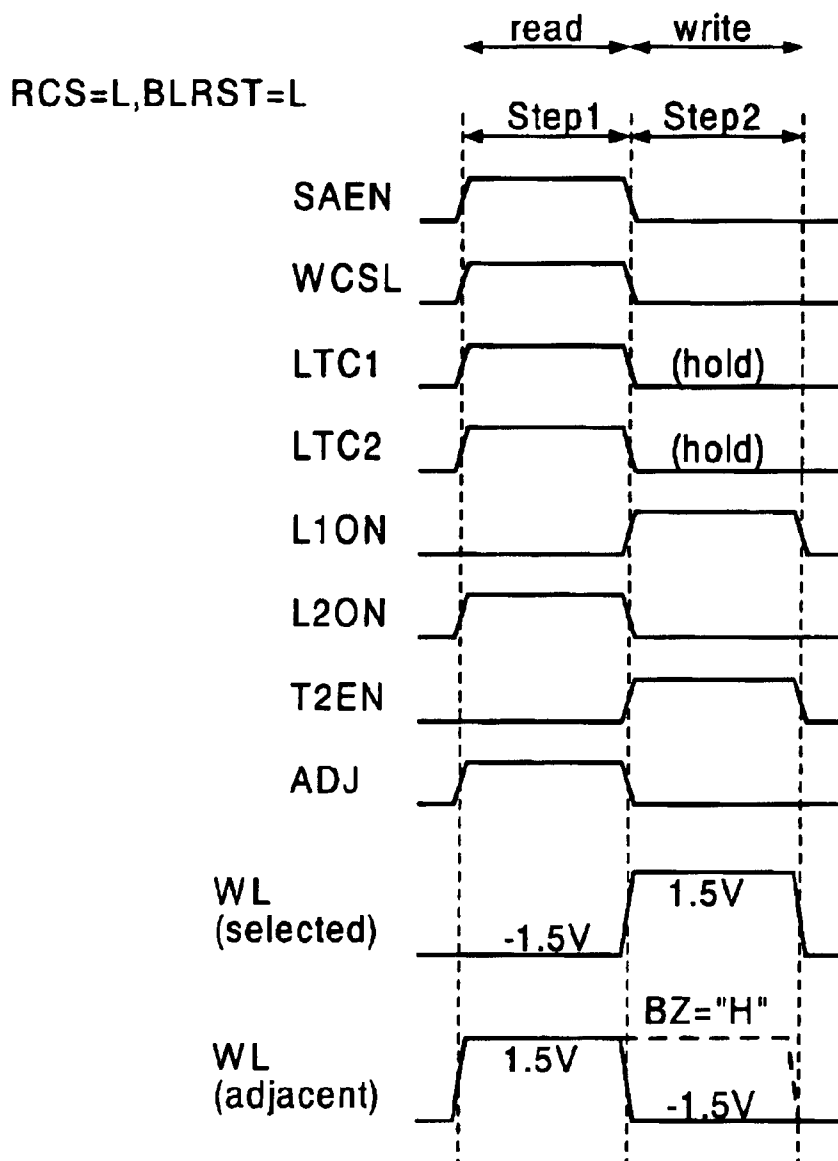 read write
RCS=L,BLRST=L
Step1 Step2
SAEN
WCSL
LTC1 (hold)
LTC2 (hold)
L1ON
L2ON
T2EN
ADJ
WL
(selected)
1.5V
-1.5V
BZ="H"
WL
(adjacent)
1.5V
-1.5V